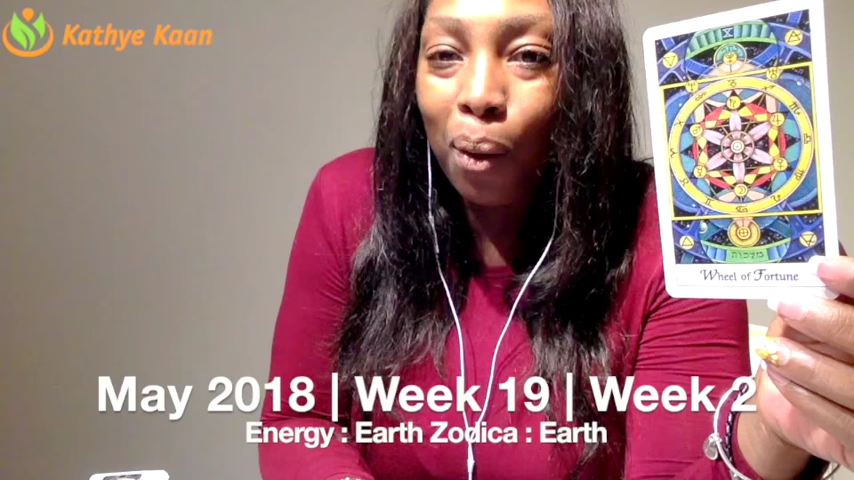 Kathye Kaan
X
Wheel of Fortune
May 2018 | Week 19 | Week 2
Energy : Earth Zodica : Earth